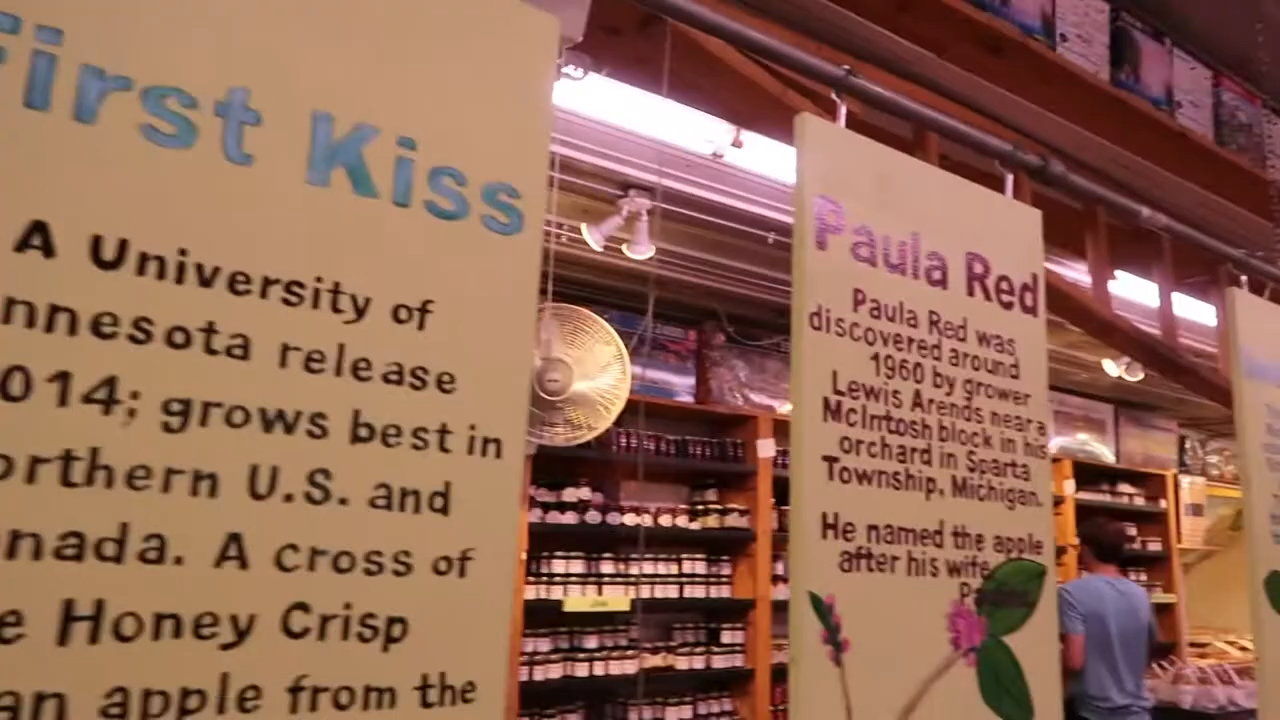 First Kiss
A University of
nnesota release
014; grows best in
orthern U.S. and
nada. A cross of
e Honey Crisp
an apple from the
Paula Red
Paula Red was
discovered around
1960 by grower
Lewis Arends near a
McIntosh block in his
orchard in Sparta
Township, Michigan.
He named the apple
after his wife